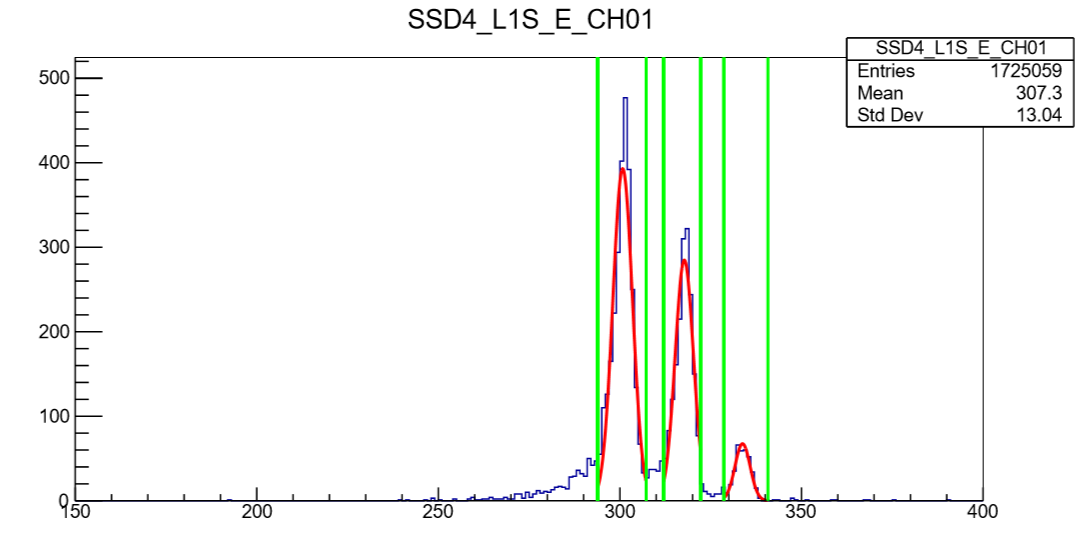 SSD4_L1S_E_CH01
SSD4_L1S_E_CH01
Entries 1725059
Mean 307.3
Std Dev 13.04
500
400
300
200
100
0
150 200 250 300 350 400